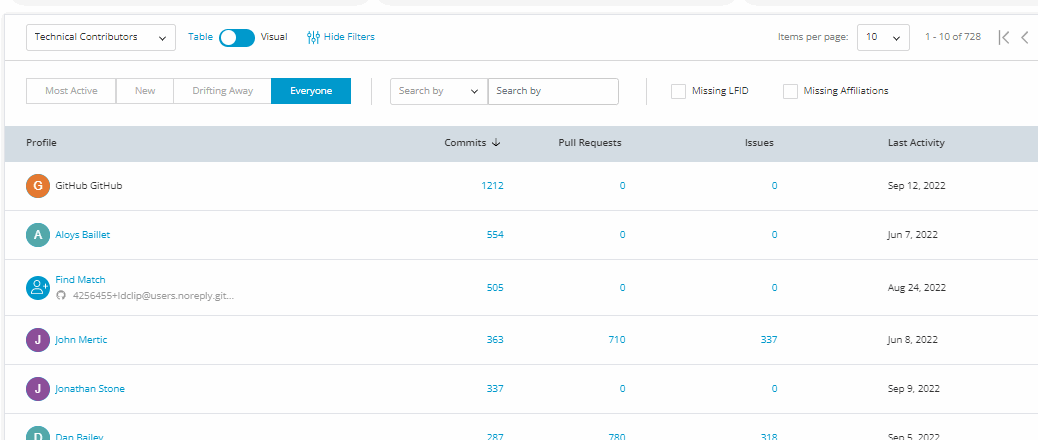 Technical Contributors Table Visual Hide Filters Items per page: 10 1 - 10 of 728
Most Active New Drifting Away Everyone Search by Search by Missing LFID Missing Affiliations
Profile Commits Pull Requests Issues Last Activity
G GitHub GitHub 1212 0 0 Sep 12, 2022
A Aloys Baillet 554 0 0 Jun 7, 2022
Find Match
4256455+ldclip@users.noreply.git... 505 0 0 Aug 24, 2022
J John Mertic 363 710 337 Jun 8, 2022
J Jonathan Stone 337 0 0 Sep 9, 2022
D Dan Bailey 287 780 318 Sep 5, 2022